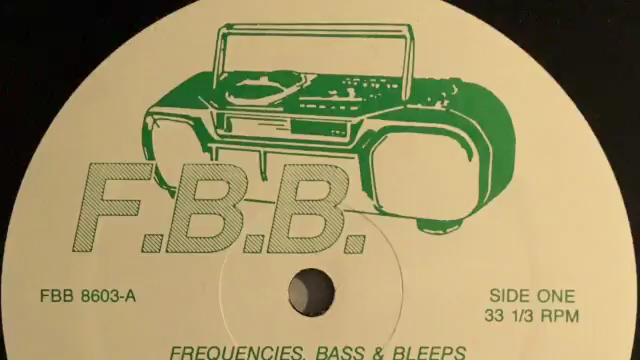 F.B.B.
FBB 8603-A
SIDE ONE
33 1/3 RPM
FREQUENCIES, BASS & BLEEPS